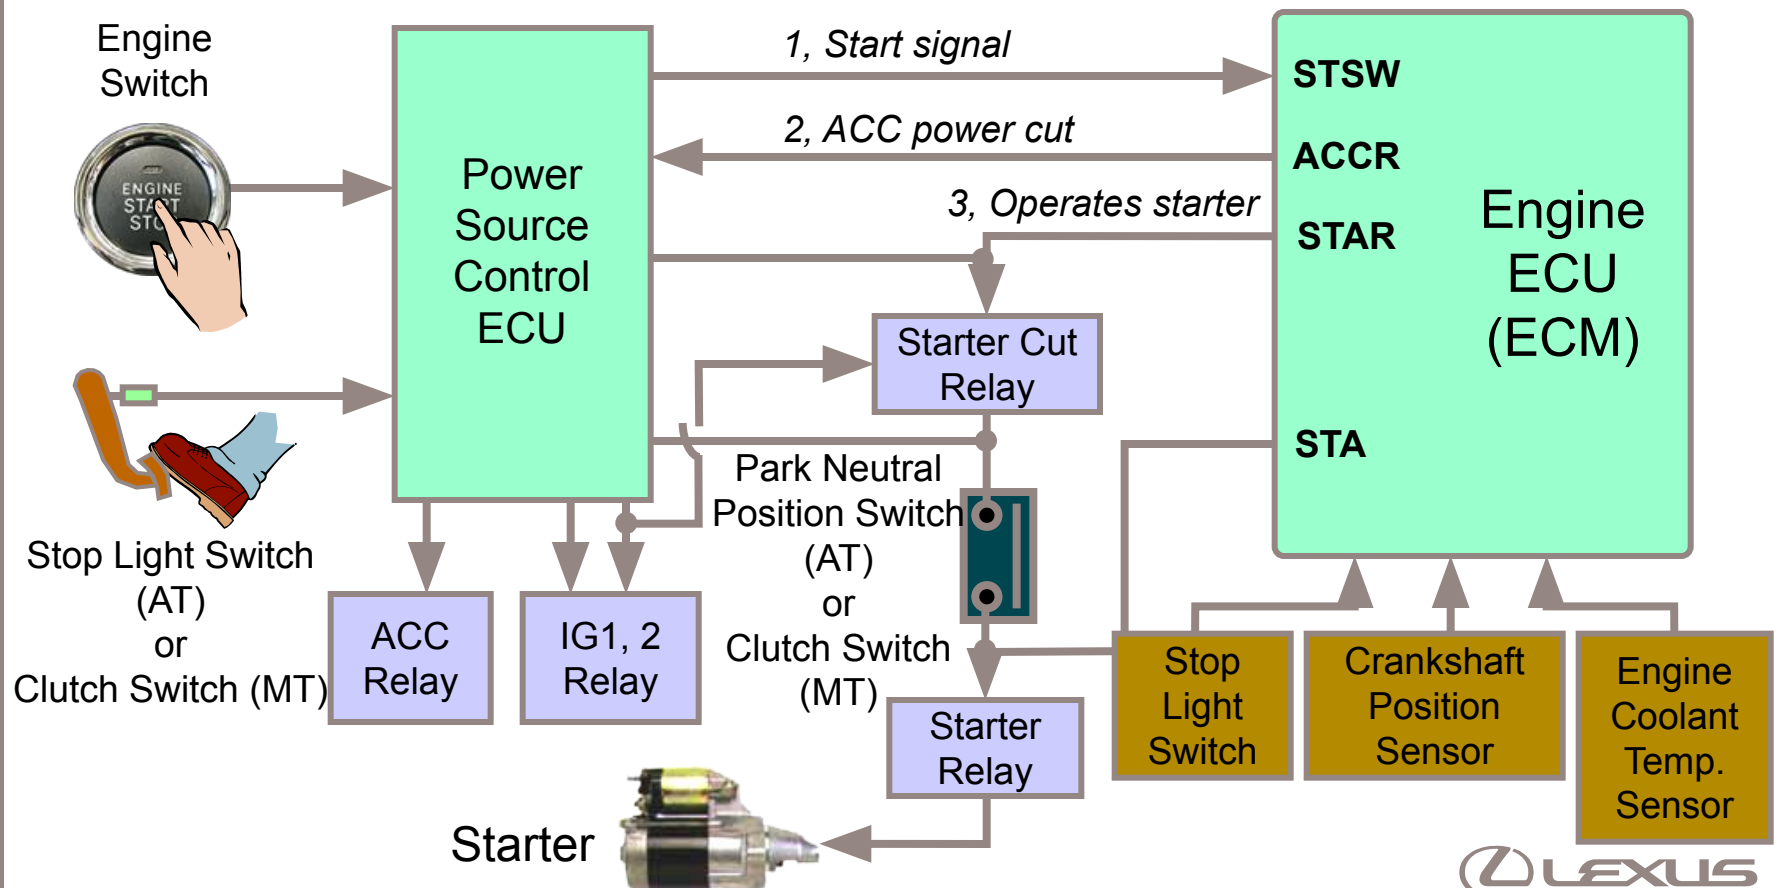 Engine
Switch
ENGINE
START
1, Start signal
STSW
2, ACC power cut
ACCR
3, Operates starter
STAR
Power
Source
Control
ECU
Engine
ECU
(ECM)
Starter Cut
Relay
STA
Park Neutral
Position Switch
(AT)
or
Clutch Switch
(MT)
Stop Light Switch
(AT)
or
Clutch Switch (MT)
ACC
Relay
IG1, 2
Relay
Starter
Relay
Stop
Light
Switch
Crankshaft
Position
Sensor
Engine
Coolant
Temp.
Sensor
Starter
LEXUS